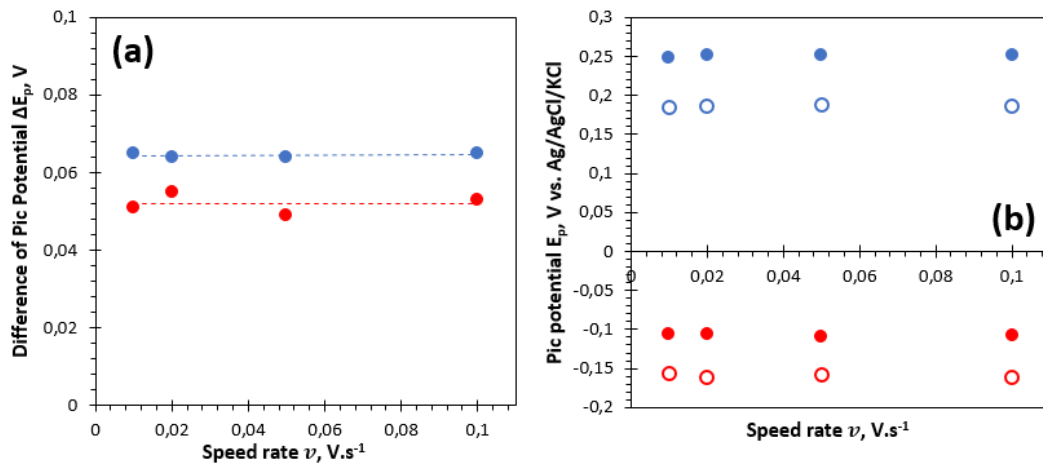 (a)
Difference of Pic Potential ΔEₚ, V
0,1
0,08
0,06
0,04
0,02
0
0 0,02 0,04 0,06 0,08 0,1
Speed rate 𝑣, V.s⁻¹
(b)
Pic potential Eₚ, V vs. Ag/AgCl/KCl
0,3
0,25
0,2
0,15
0,1
0,05
0
-0,05
-0,1
-0,15
-0,2
0 0,02 0,04 0,06 0,08 0,1
Speed rate 𝑣, V.s⁻¹